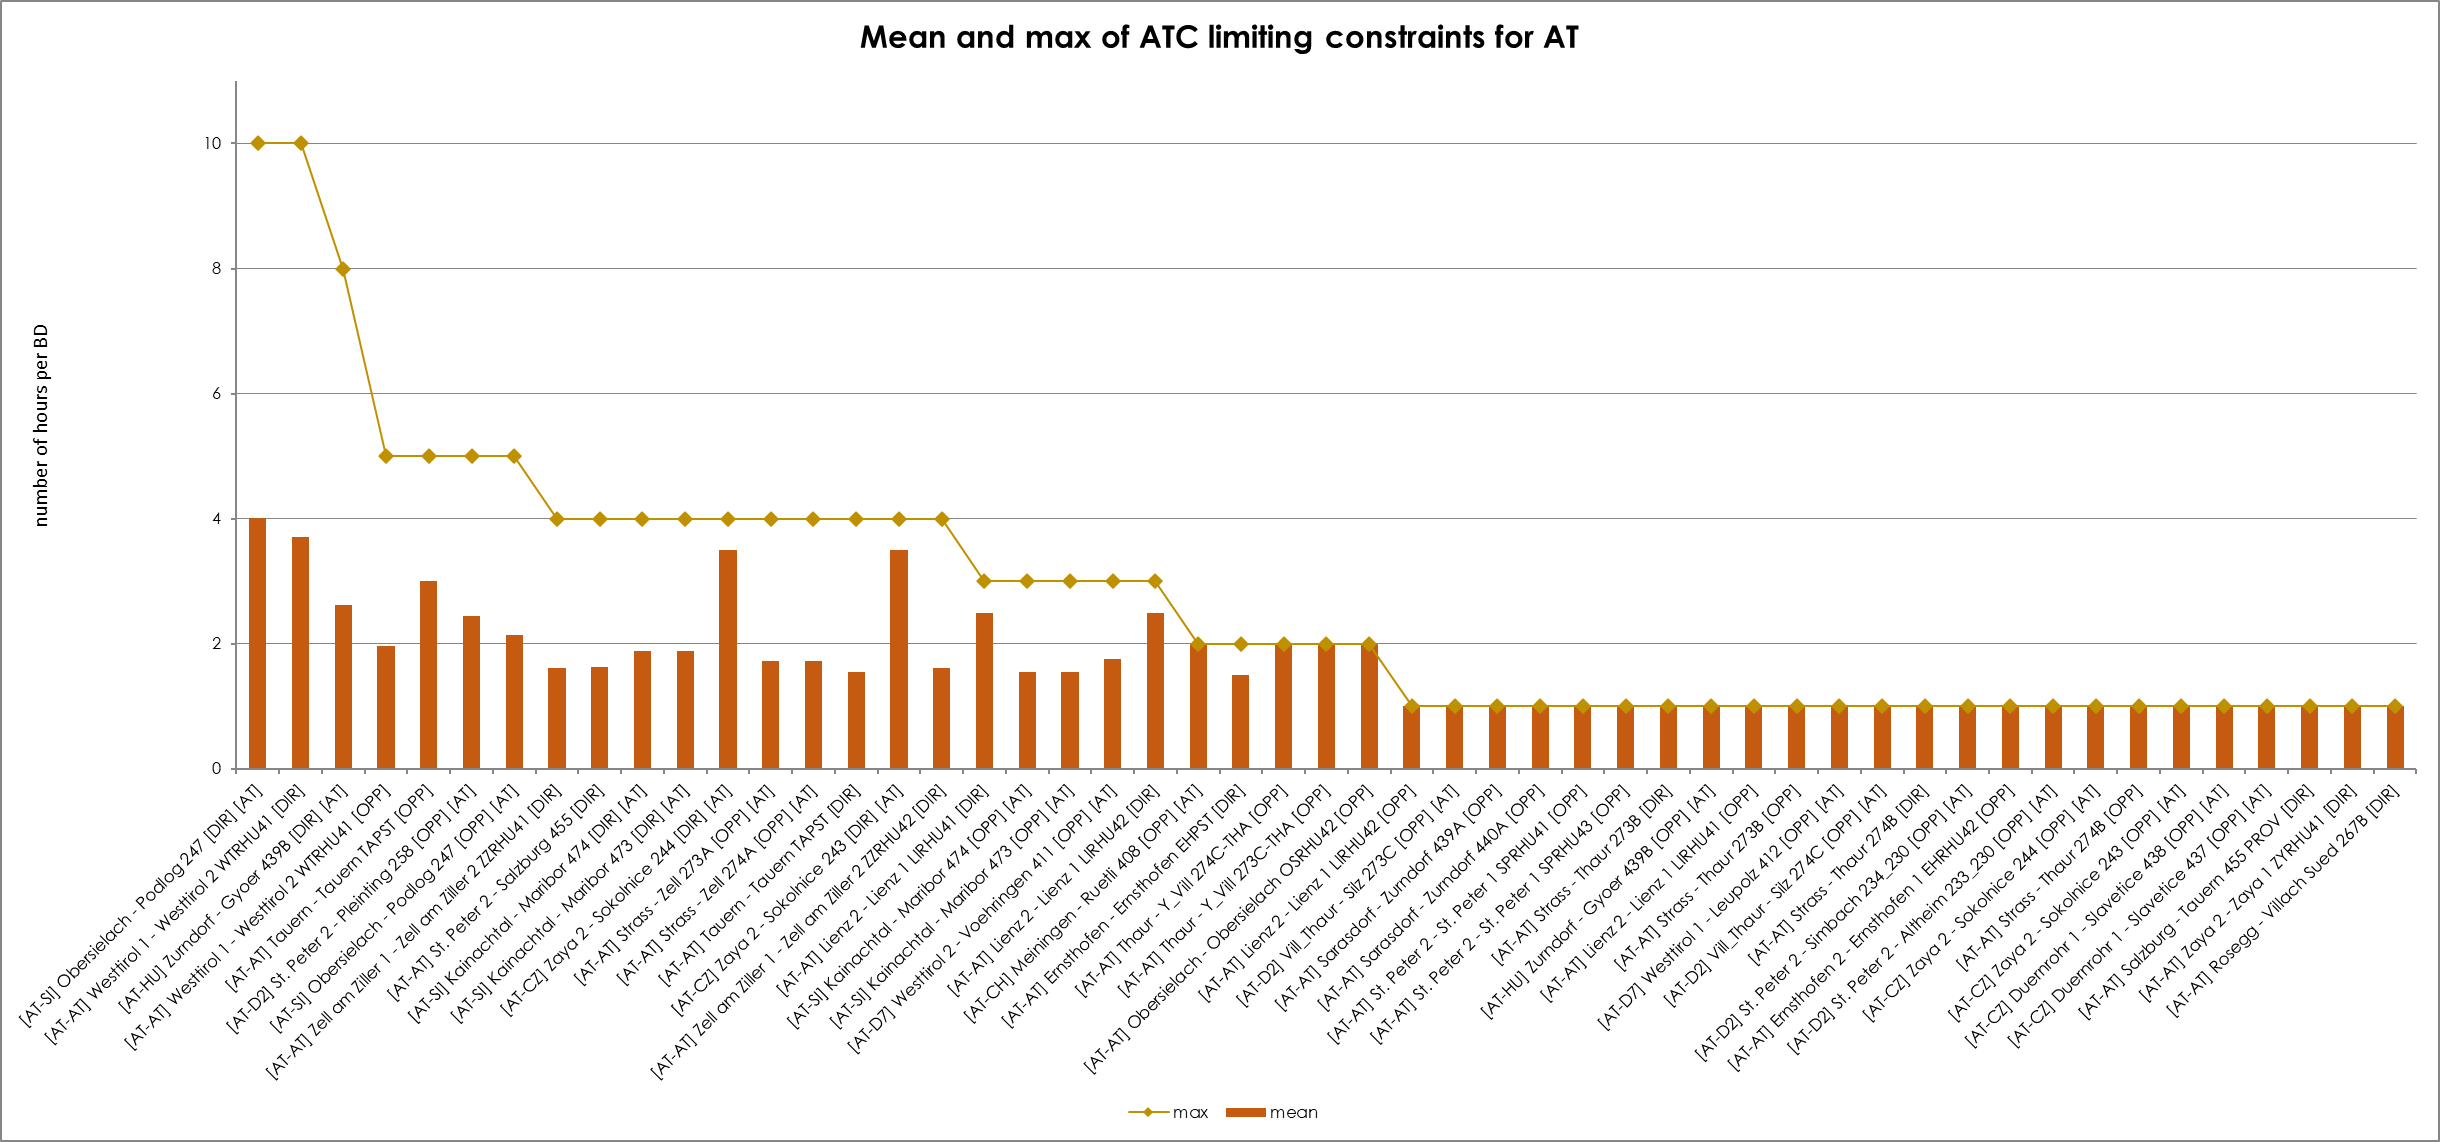 Mean and max of ATC limiting constraints for AT
number of hours per BD
10
8
6
4
2
0
[AT-SI] Obersielach - Podlog 247 [DIR] [AT]
[AT-AT] Westtirol 1 - Westtirol 2 WTRHU41 [DIR]
[AT-HU] Zurndorf - Gyoer 439B [DIR] [AT]
[AT-AT] Westtirol 1 - Westtirol 2 WTRHU41 [OPP]
[AT-AT] Tauern - Tauern TAPST [OPP]
[AT-D2] St. Peter 2 - Pleinting 258 [OPP] [AT]
[AT-SI] Obersielach - Podlog 247 [OPP] [AT]
[AT-AT] Zell am Ziller 1 - Zell am Ziller 2 ZZRHU41 [DIR]
[AT-AT] St. Peter 2 - Salzburg 455 [DIR]
[AT-SI] Kainachtal - Maribor 474 [DIR] [AT]
[AT-SI] Kainachtal - Maribor 473 [DIR] [AT]
[AT-CZ] Zaya 2 - Sokolnice 244 [DIR] [AT]
[AT-AT] Strass - Zell 273A [OPP] [AT]
[AT-AT] Strass - Zell 274A [OPP] [AT]
[AT-AT] Tauern - Tauern TAPST [DIR]
[AT-CZ] Zaya 2 - Sokolnice 243 [DIR] [AT]
[AT-AT] Zell am Ziller 1 - Zell am Ziller 2 ZZRHU42 [DIR]
[AT-AT] Lienz 2 - Lienz 1 LIRHU41 [DIR]
[AT-SI] Kainachtal - Maribor 474 [OPP] [AT]
[AT-SI] Kainachtal - Maribor 473 [OPP] [AT]
[AT-D7] Westtirol 2 - Voehringen 411 [OPP] [AT]
[AT-AT] Lienz 2 - Lienz 1 LIRHU42 [DIR]
[AT-CH] Meiningen - Ruetli 408 [OPP] [AT]
[AT-AT] Ernsthofen - Ernsthofen EHPST [DIR]
[AT-AT] Thaur - Y_Vill 274C-THA [OPP]
[AT-AT] Thaur - Y_Vill 273C-THA [OPP]
[AT-AT] Obersielach - Obersielach OSRHU42 [OPP]
[AT-AT] Lienz 2 - Lienz 1 LIRHU42 [OPP]
[AT-D2] Vill_Thaur - Silz 273C [OPP] [AT]
[AT-AT] Sarasdorf - Zurndorf 439A [OPP]
[AT-AT] Sarasdorf - Zurndorf 440A [OPP]
[AT-AT] St. Peter 2 - St. Peter 1 SPRHU41 [OPP]
[AT-AT] St. Peter 2 - St. Peter 1 SPRHU43 [OPP]
[AT-AT] Strass - Thaur 273B [DIR]
[AT-HU] Zurndorf - Gyoer 439B [OPP] [AT]
[AT-AT] Lienz 2 - Lienz 1 LIRHU41 [OPP]
[AT-AT] Strass - Thaur 273B [OPP]
[AT-D7] Westtirol 1 - Leupolz 412 [OPP] [AT]
[AT-D2] Vill_Thaur - Silz 274C [OPP] [AT]
[AT-AT] Strass - Thaur 274B [DIR]
[AT-D2] St. Peter 2 - Simbach 234_230 [OPP] [AT]
[AT-AT] Ernsthofen 2 - Ernsthofen 1 EHRHU42 [OPP]
[AT-D2] St. Peter 2 - Altheim 233_230 [OPP] [AT]
[AT-CZ] Zaya 2 - Sokolnice 244 [OPP] [AT]
[AT-AT] Strass - Thaur 274B [OPP]
[AT-CZ] Zaya 2 - Sokolnice 243 [OPP] [AT]
[AT-CZ] Duernrohr 1 - Slavetice 438 [OPP] [AT]
[AT-CZ] Duernrohr 1 - Slavetice 437 [OPP] [AT]
[AT-AT] Salzburg - Tauern 455 PROV [DIR]
[AT-AT] Zaya 2 - Zaya 1 ZYRHU41 [DIR]
[AT-AT] Rosegg - Villach Sued 267B [DIR]
max
mean